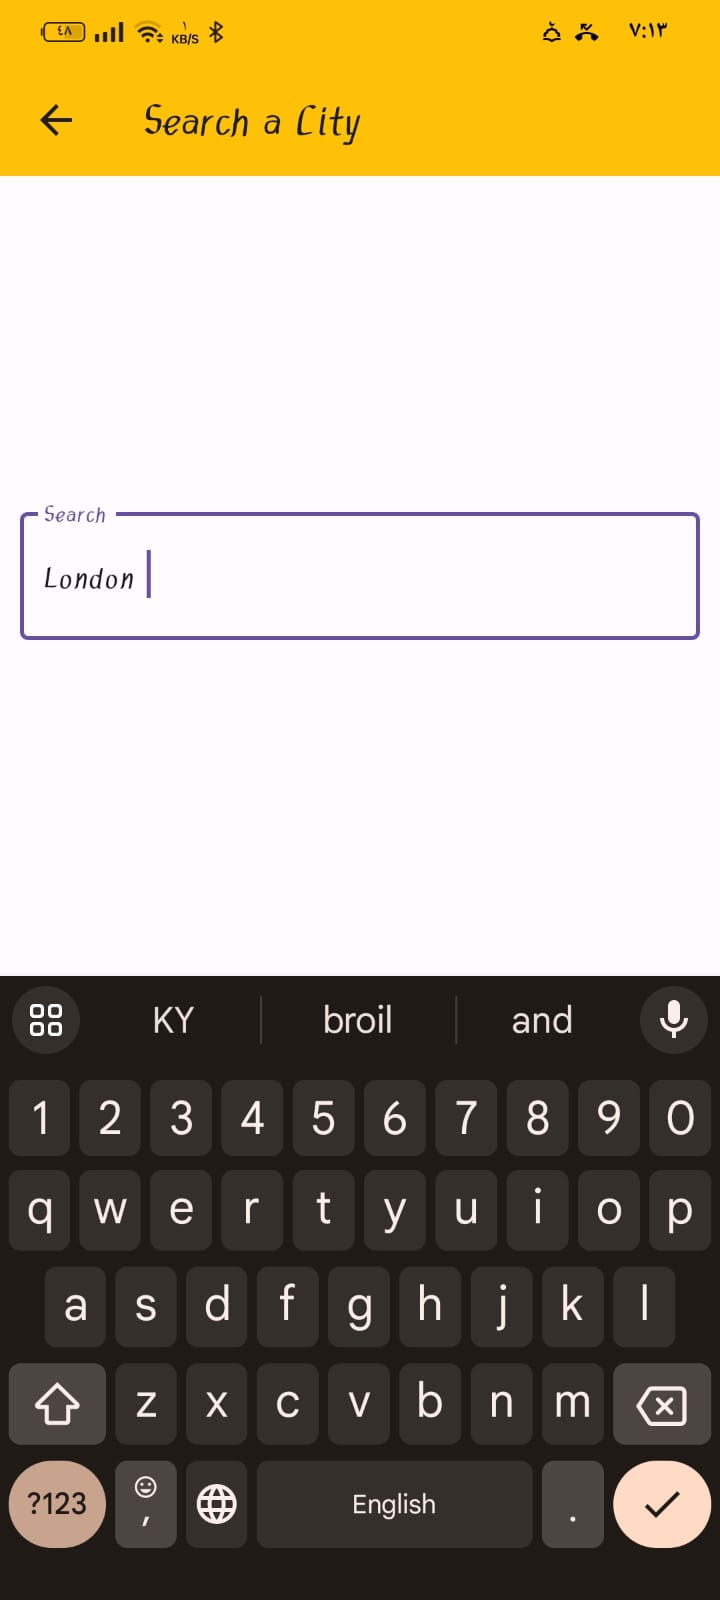 ٤٨ ١ KB/S ٧:١٣
Search a City
Search
London
KY broil and
1 2 3 4 5 6 7 8 9 0
q w e r t y u i o p
a s d f g h j k l
z x c v b n m
?123 , English .